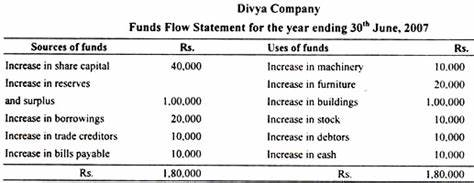 Divya Company
Funds Flow Statement for the year ending 30th June, 2007
Sources of funds Rs. Uses of funds Rs.
Increase in share capital 40,000 Increase in machinery 10,000
Increase in reserves Increase in furniture 20,000
and surplus 1,00,000 Increase in buildings 1,00,000
Increase in borrowings 20,000 Increase in stock 10,000
Increase in trade creditors 10,000 Increase in debtors 10,000
Increase in bills payable 10,000 Increase in cash 10,000
Rs. 1,80,000 Rs. 1,80,000